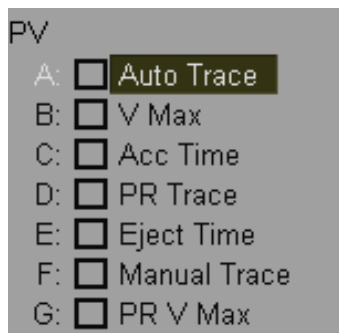 PV
A: Auto Trace
B: V Max
C: Acc Time
D: PR Trace
E: Eject Time
F: Manual Trace
G: PR V Max